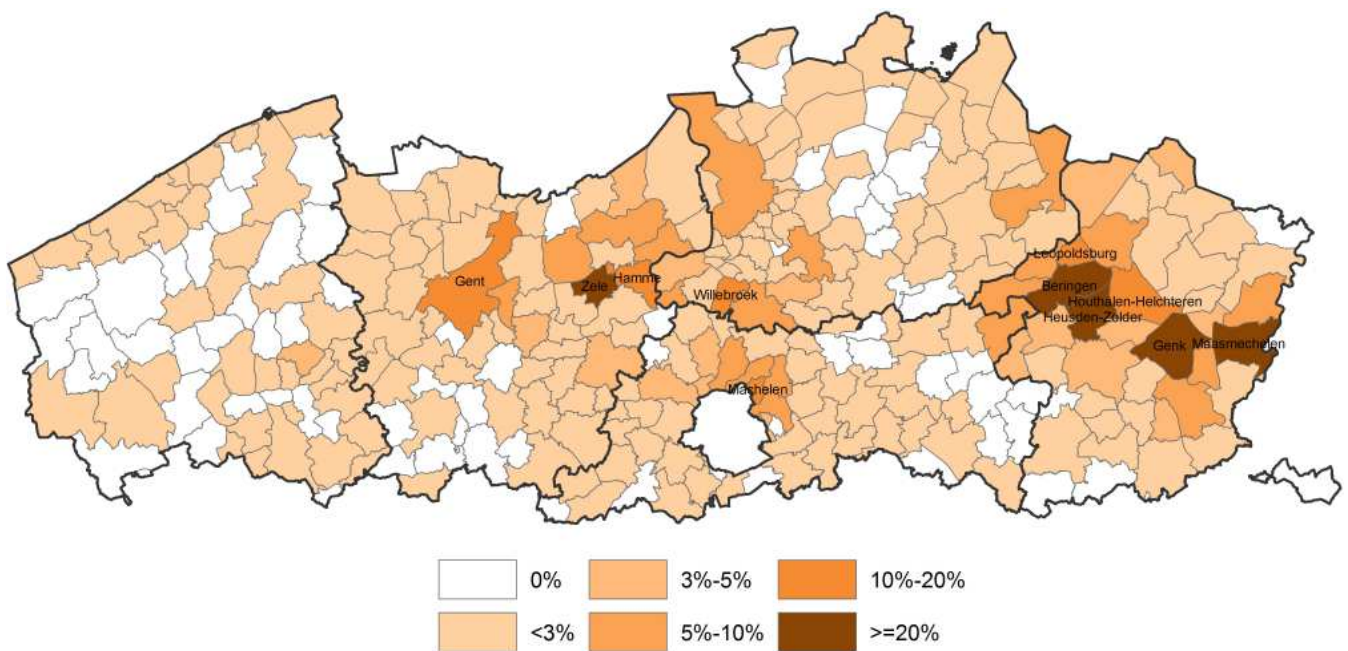 Leopoldsburg
Gent
Zele
Hamme
Beringen
Willebroek
Houthalen-Helchteren
Heusden-Zolder
Genk
Maasmechelen
Machelen
0%
3%-5%
10%-20%
<3%
5%-10%
>=20%